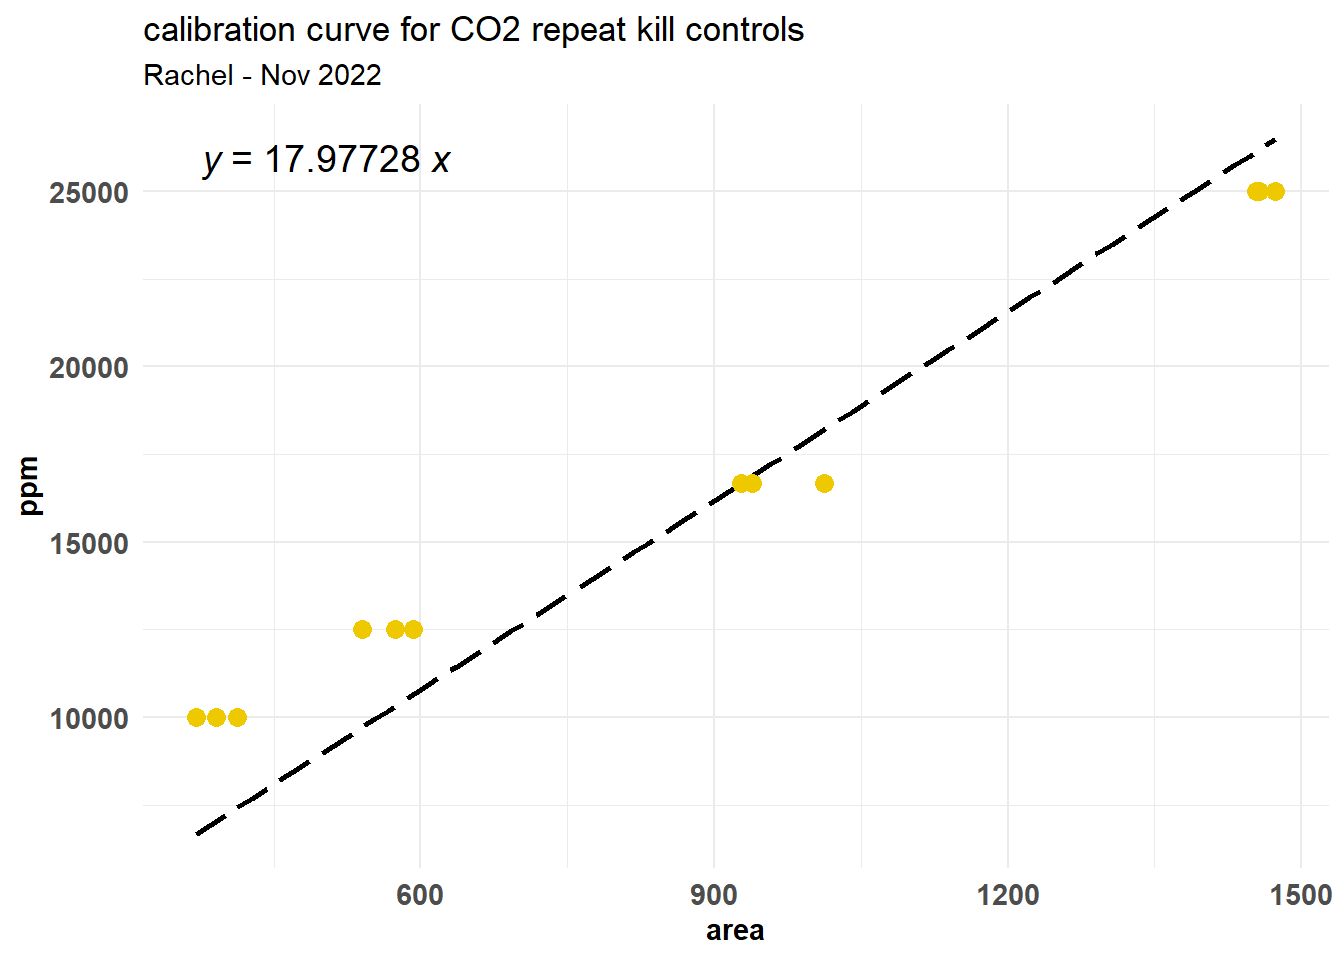 calibration curve for CO2 repeat kill controls
Rachel - Nov 2022
y = 17.97728 x
25000
20000
15000
10000
ppm
600
900
1200
1500
area